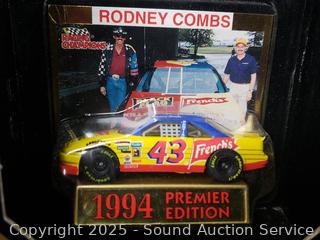 RODNEY COMBS
RACING
CHAMPIONS
French's
43
French's
1994 PREMIER
EDITION
Copyright 2025 - Sound Auction Service